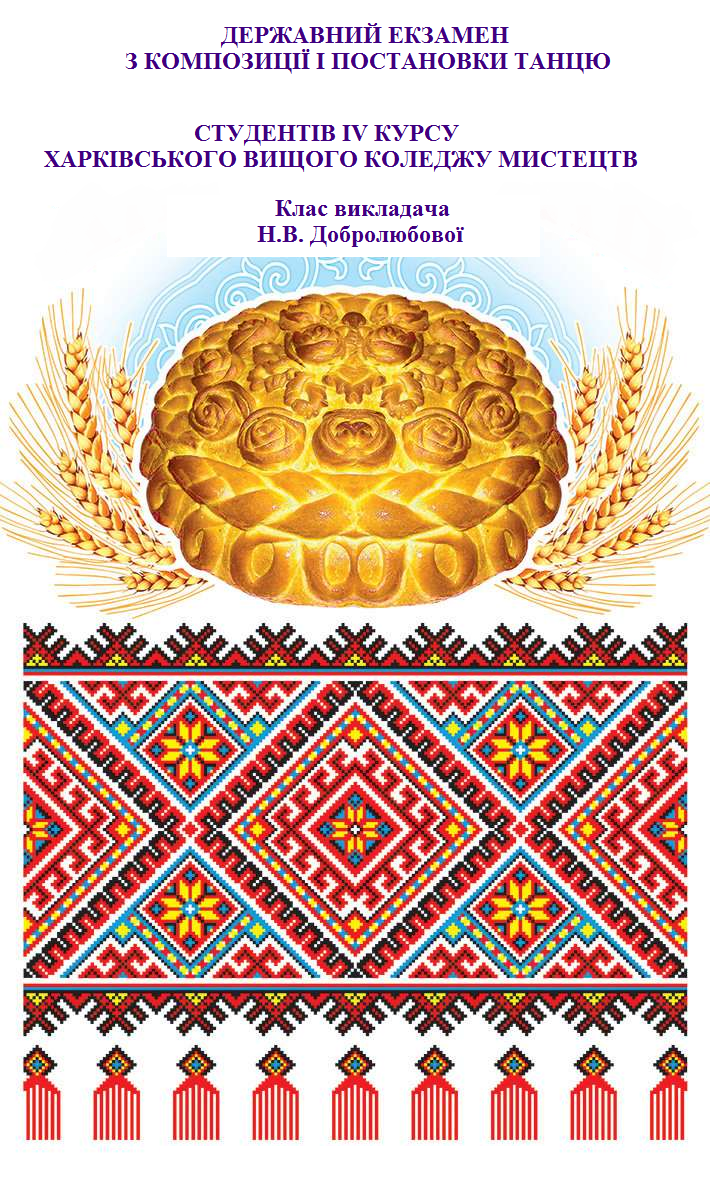 ДЕРЖАВНИЙ ЕКЗАМЕН
З КОМПОЗИЦІЇ І ПОСТАНОВКИ ТАНЦЮ
СТУДЕНТІВ IV КУРСУ
ХАРКІВСЬКОГО ВИЩОГО КОЛЕДЖУ МИСТЕЦТВ
Клас викладача
Н.В. Добролюбової